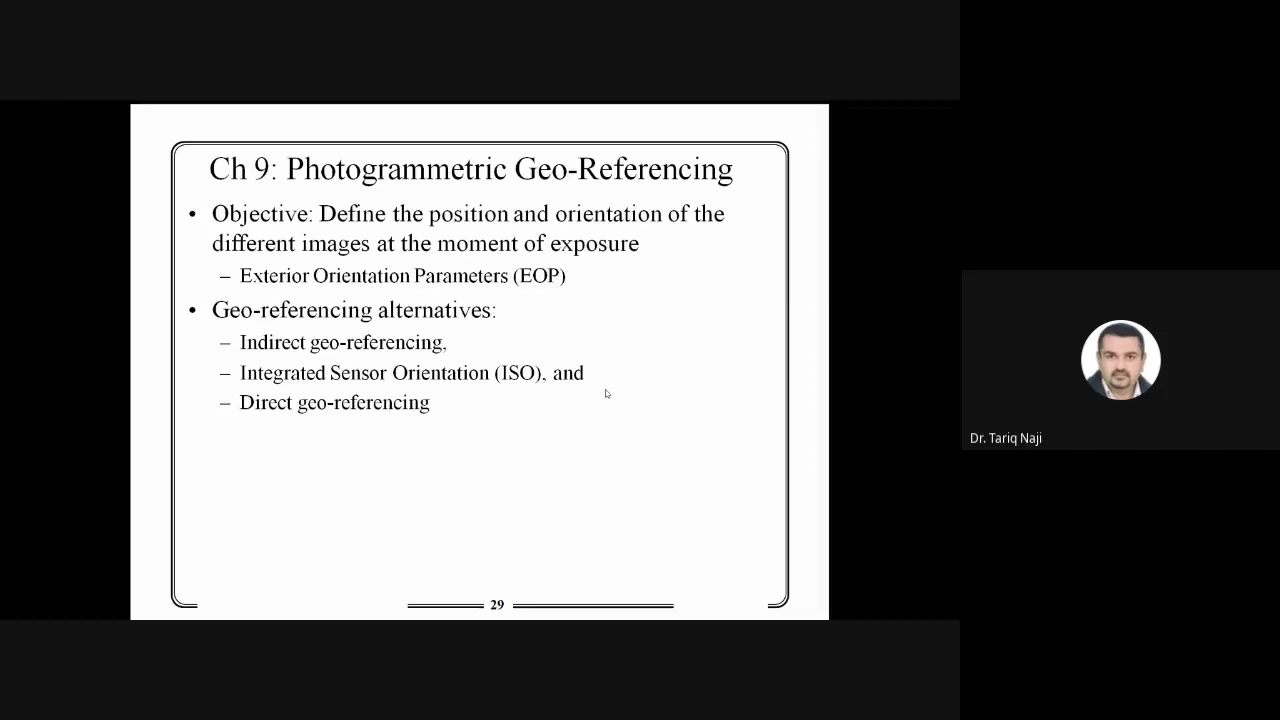 Ch 9: Photogrammetric Geo-Referencing
• Objective: Define the position and orientation of the
different images at the moment of exposure
– Exterior Orientation Parameters (EOP)
• Geo-referencing alternatives:
– Indirect geo-referencing,
– Integrated Sensor Orientation (ISO), and
– Direct geo-referencing
29
Dr. Tariq Naji